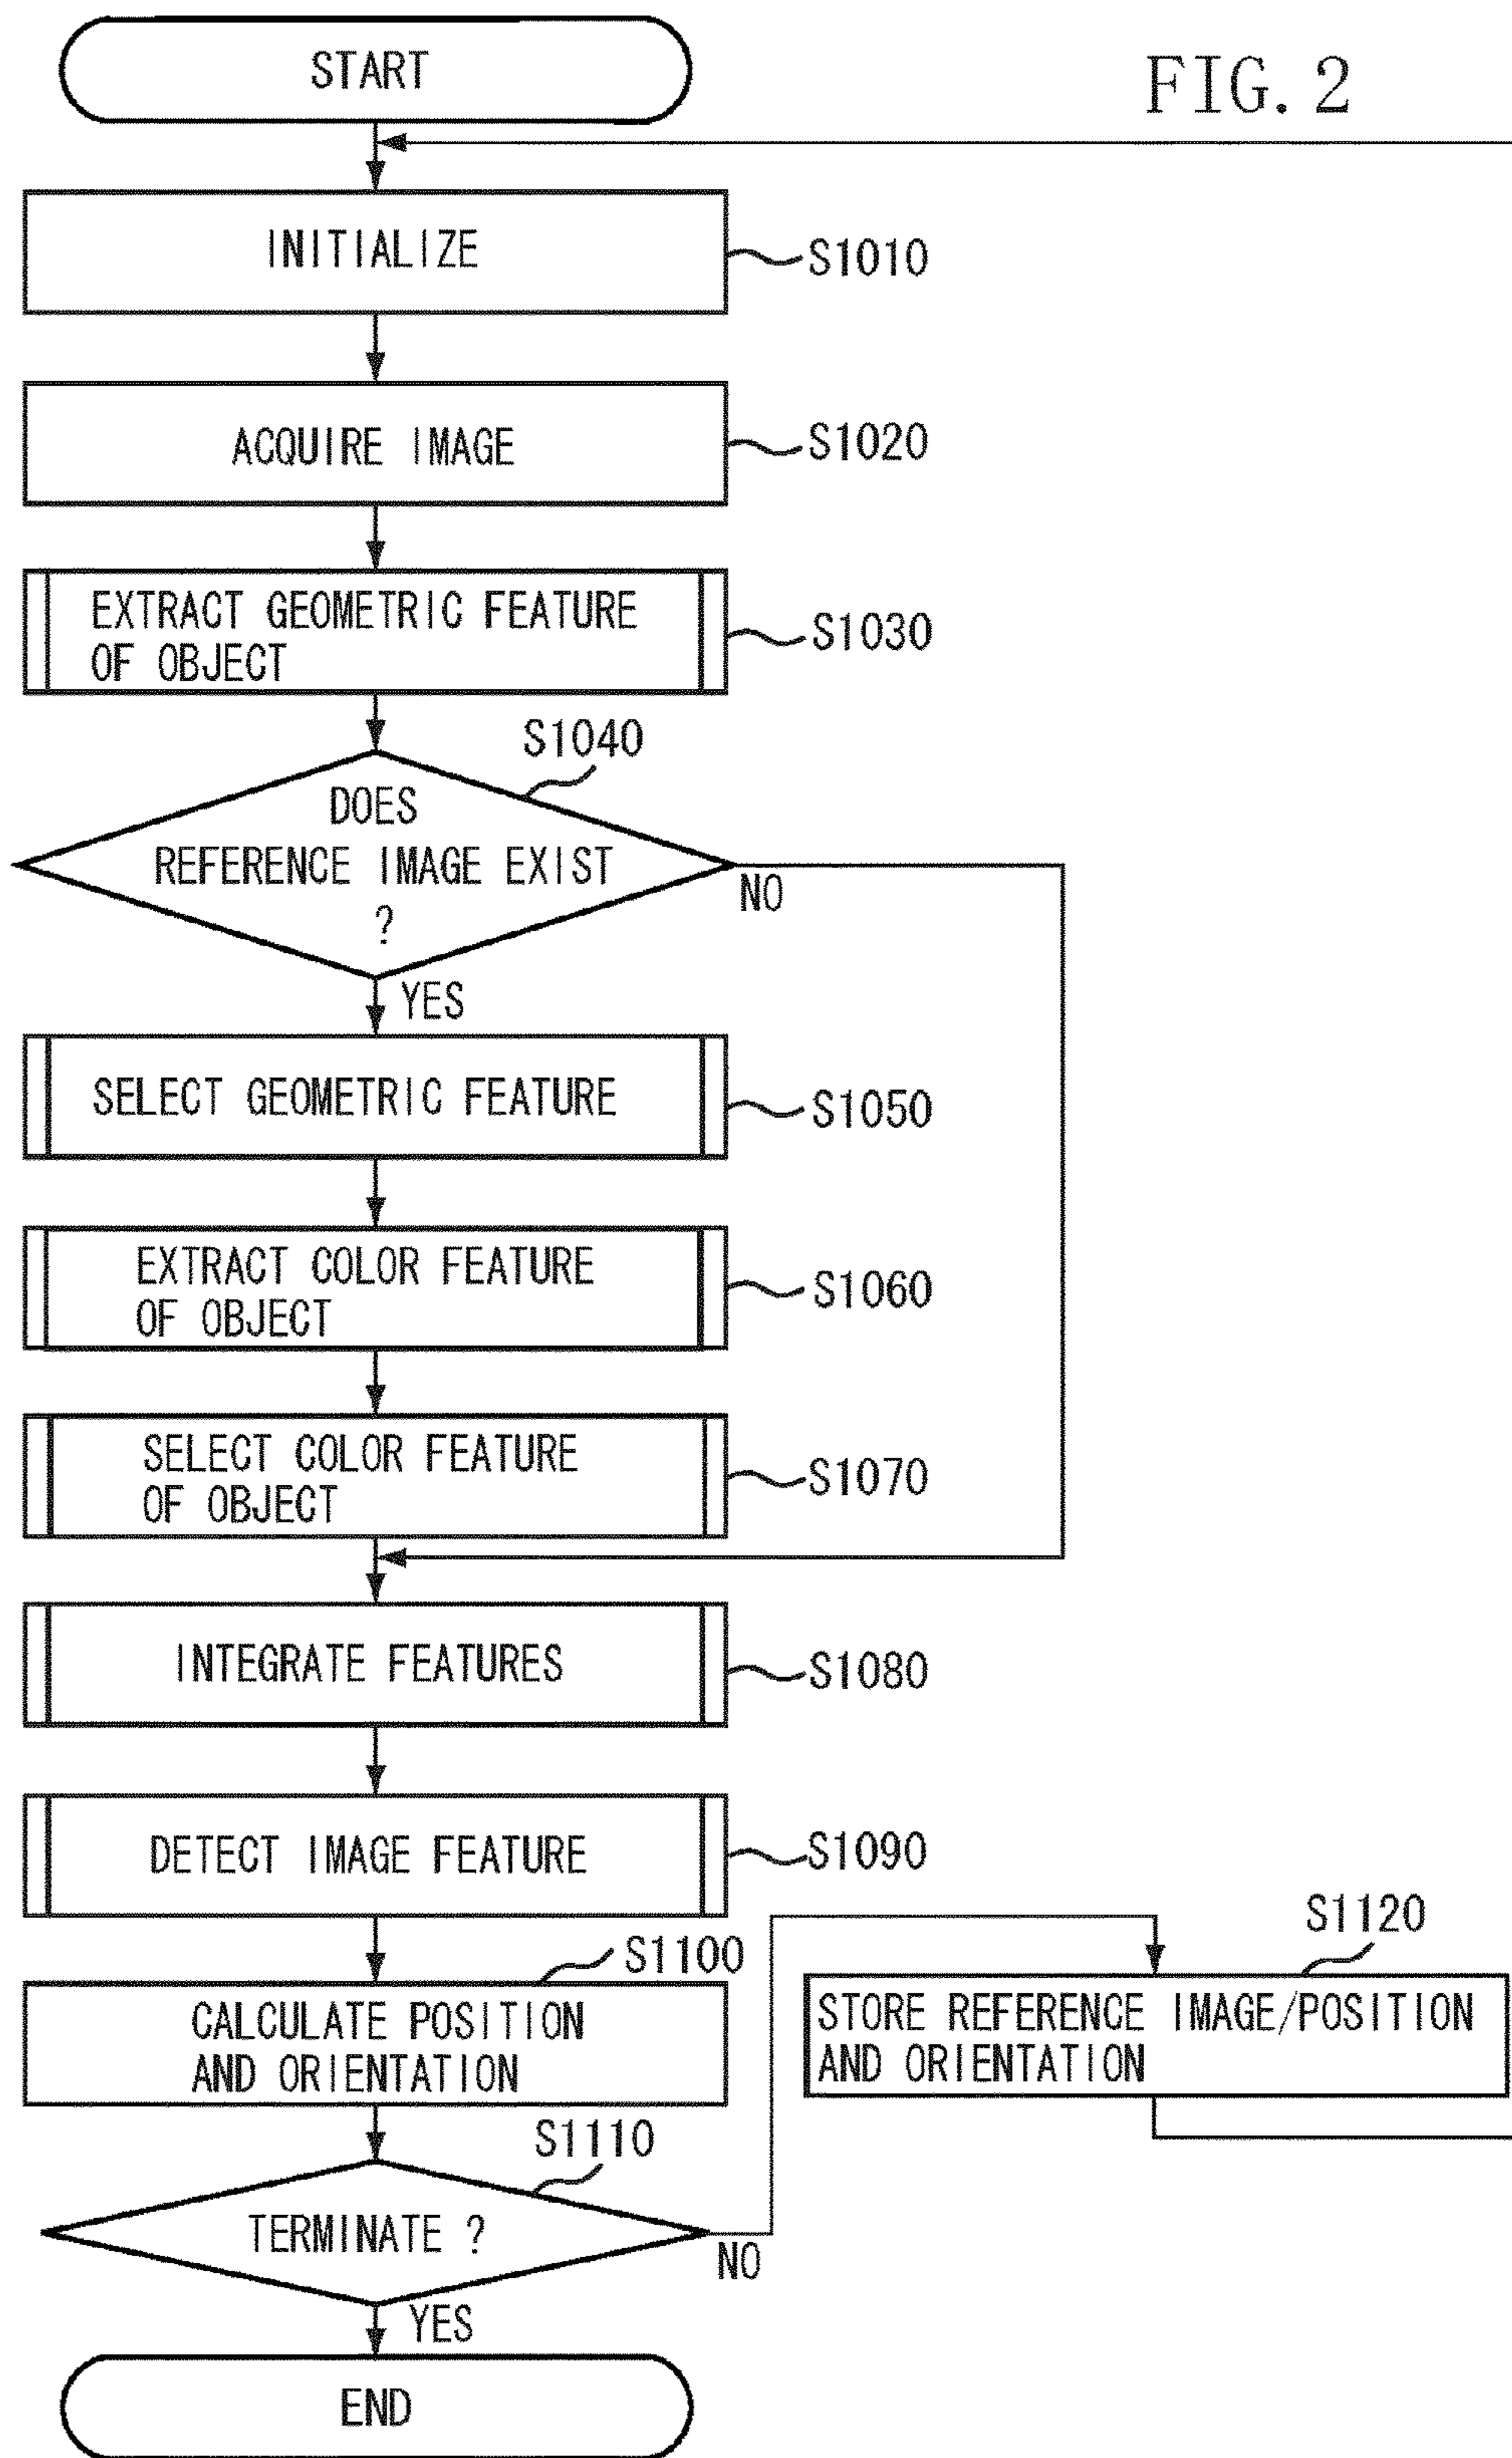 START
FIG. 2
INITIALIZE
S1010
ACQUIRE IMAGE
S1020
EXTRACT GEOMETRIC FEATURE
OF OBJECT
S1030
S1040
DOES
REFERENCE IMAGE EXIST
?
NO
YES
SELECT GEOMETRIC FEATURE
S1050
EXTRACT COLOR FEATURE
OF OBJECT
S1060
SELECT COLOR FEATURE
OF OBJECT
S1070
INTEGRATE FEATURES
S1080
DETECT IMAGE FEATURE
S1090
S1100
CALCULATE POSITION
AND ORIENTATION
S1120
STORE REFERENCE IMAGE/POSITION
AND ORIENTATION
S1110
TERMINATE ?
NO
YES
END